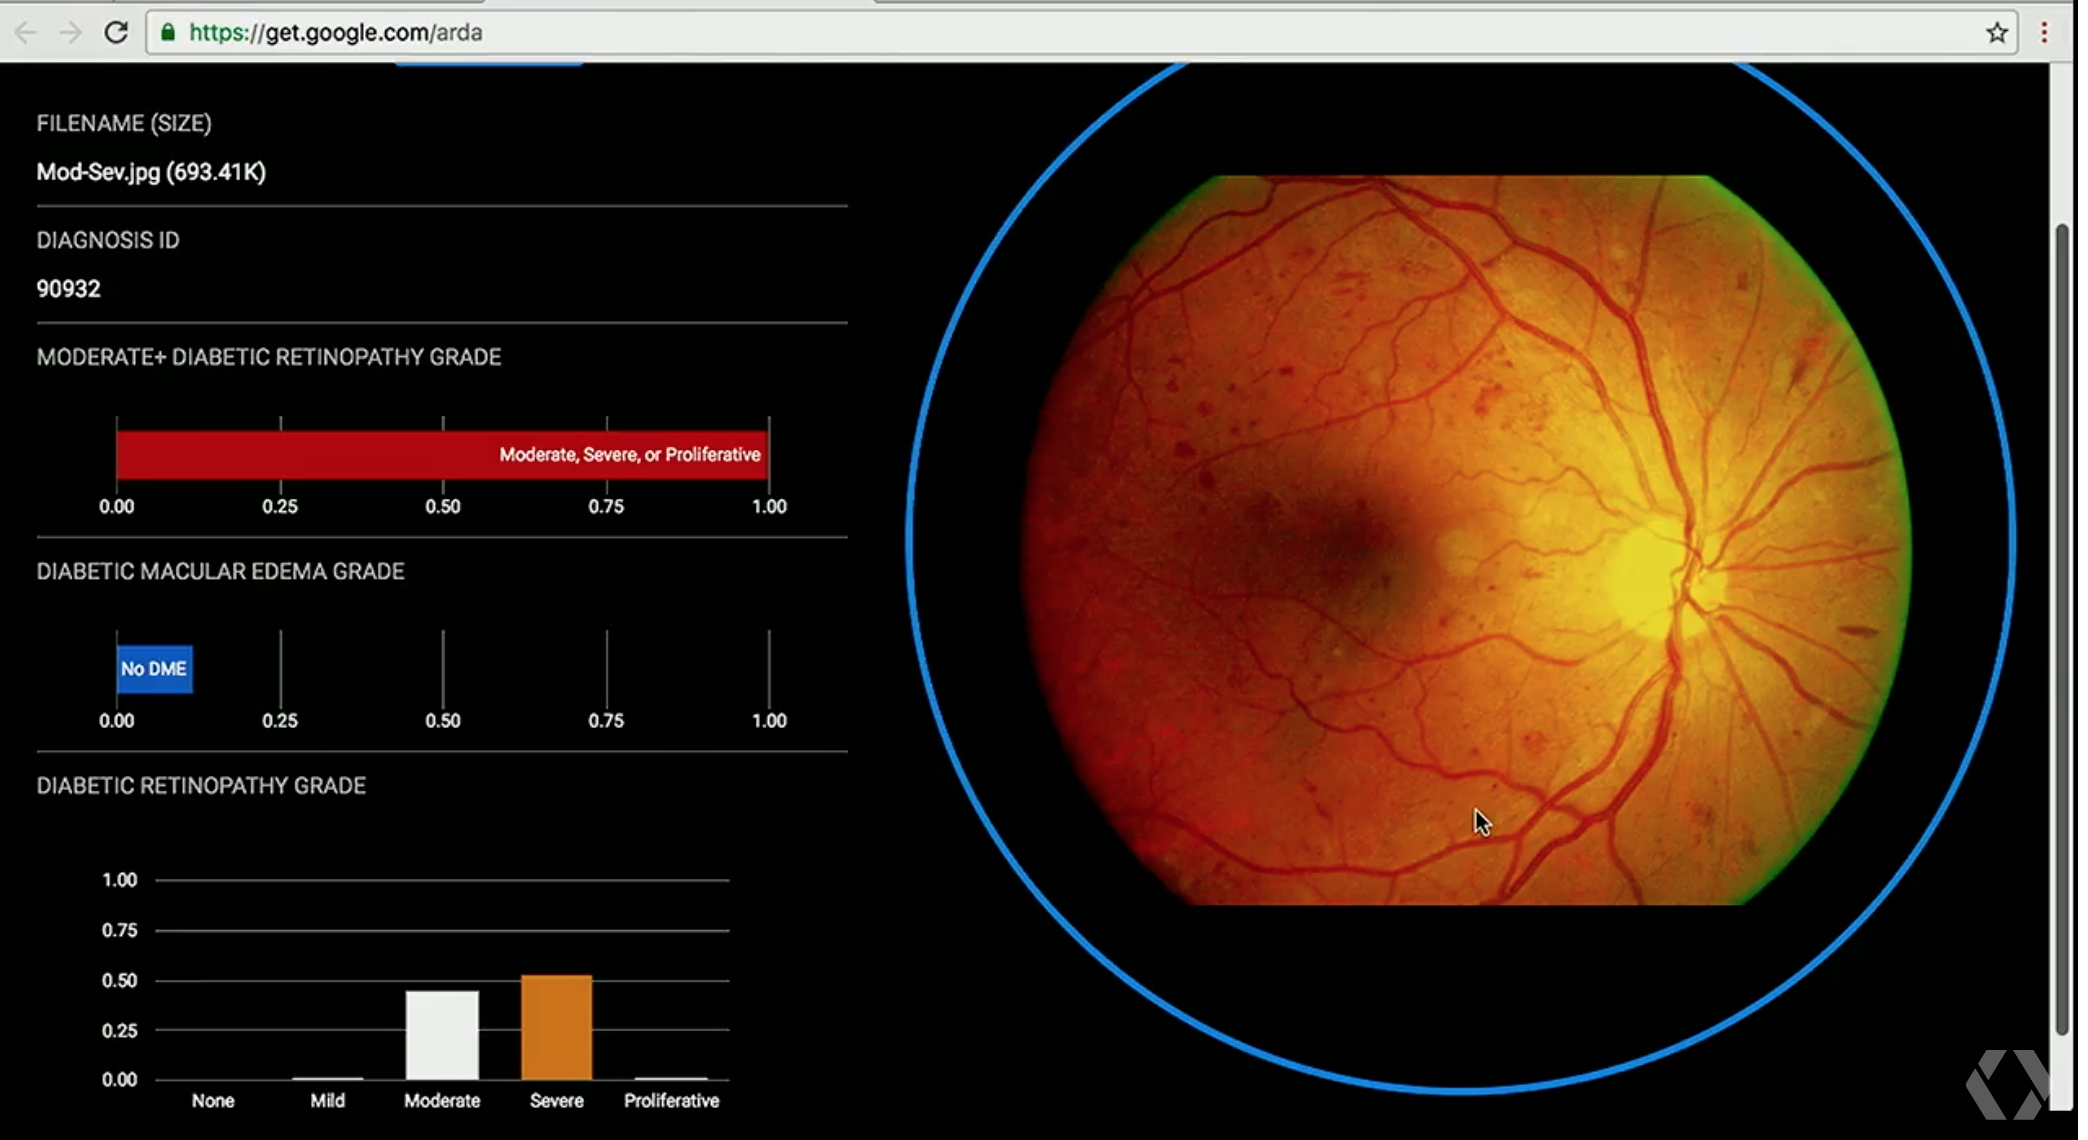 https://get.google.com/arda
FILENAME (SIZE)
Mod-Sev.jpg (693.41K)
DIAGNOSIS ID
90932
MODERATE+ DIABETIC RETINOPATHY GRADE
Moderate, Severe, or Proliferative
0.00 0.25 0.50 0.75 1.00
DIABETIC MACULAR EDEMA GRADE
No DME
0.00 0.25 0.50 0.75 1.00
DIABETIC RETINOPATHY GRADE
1.00
0.75
0.50
0.25
0.00
None Mild Moderate Severe Proliferative